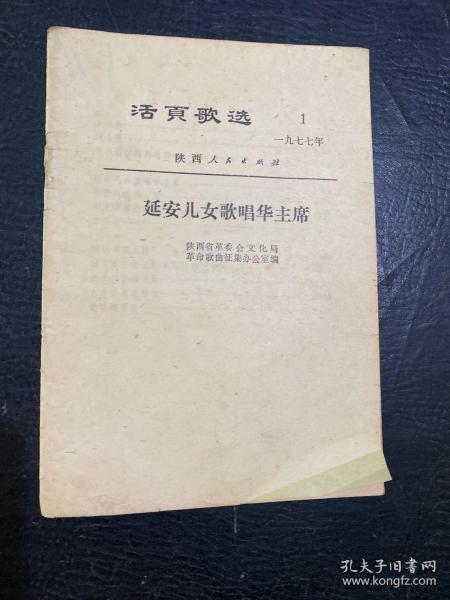 活頁歌选 1
一九七七年
陕西人民出版社
延安儿女歌唱华主席
陕西省革委会文化局
革命歌曲征集办公室编
孔夫子旧书网
www.kongfz.com